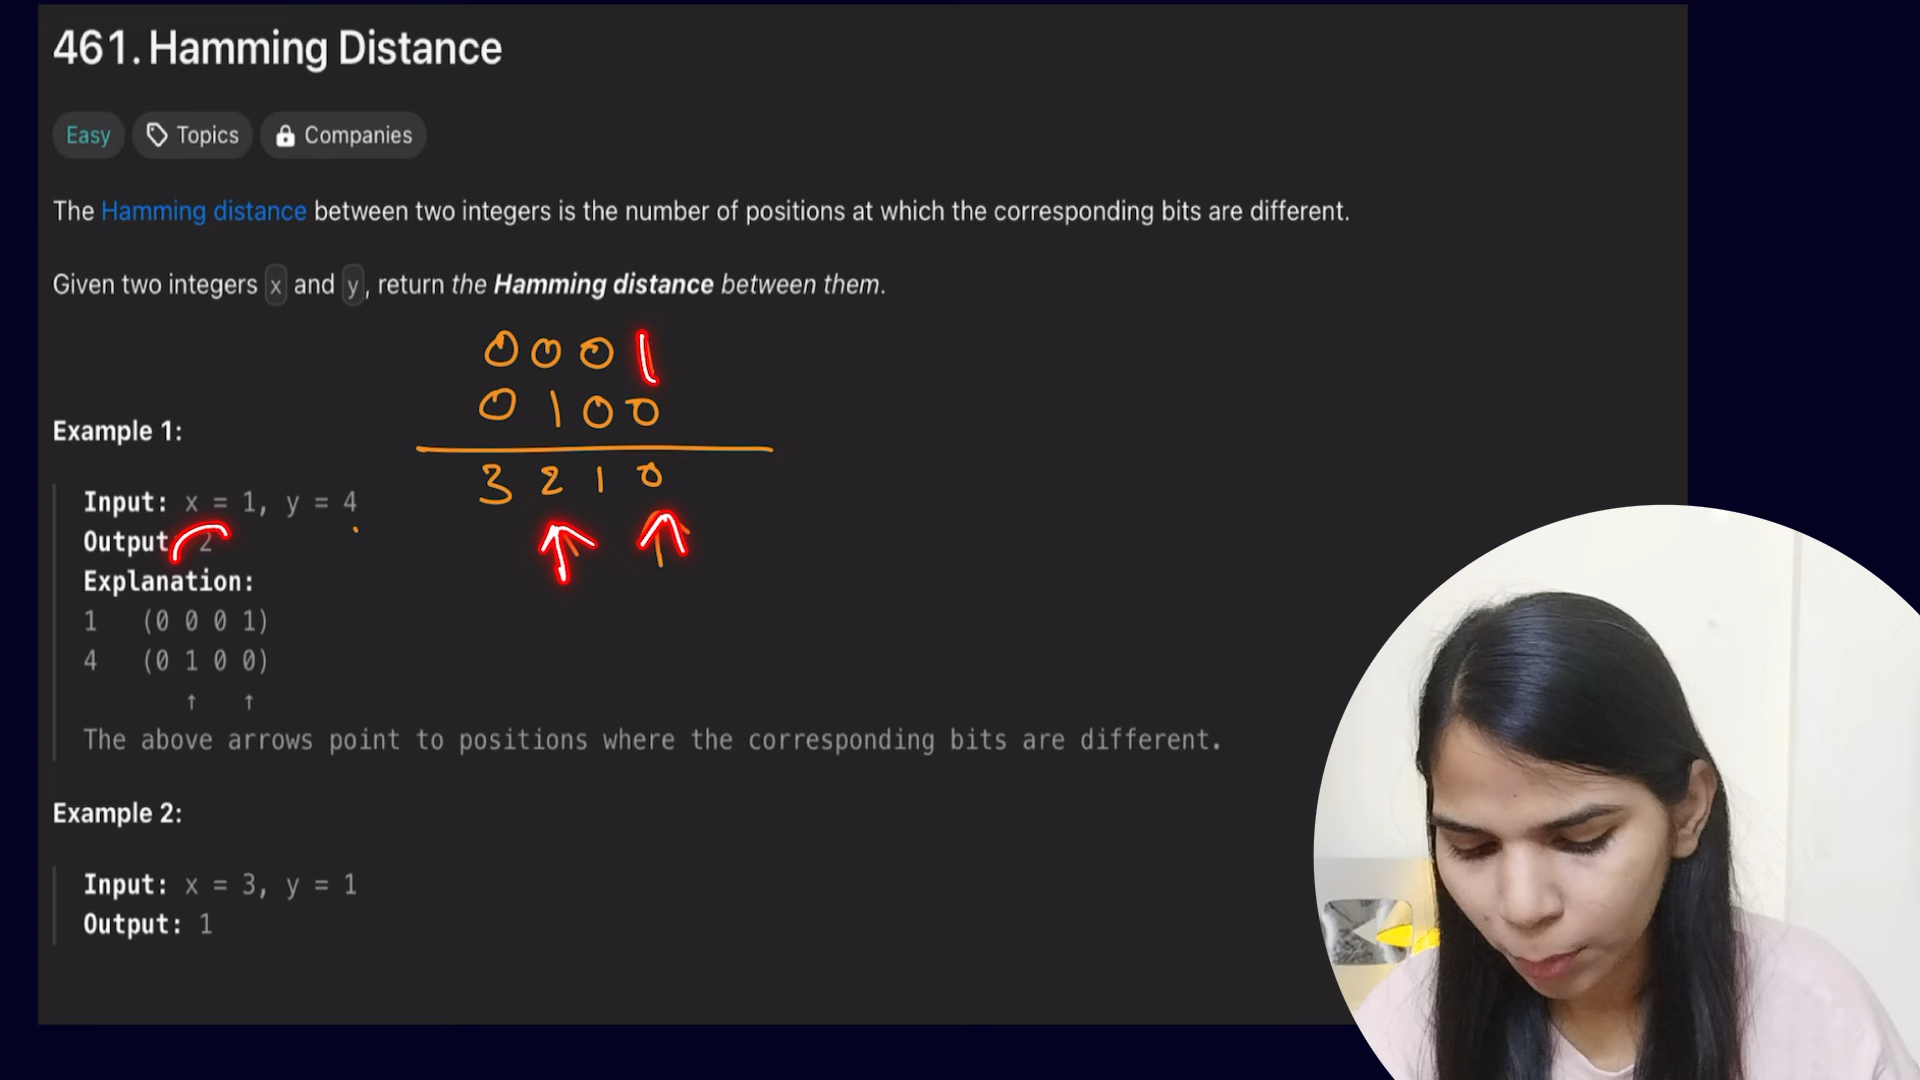 461. Hamming Distance
Easy Topics Companies
The Hamming distance between two integers is the number of positions at which the corresponding bits are different.
Given two integers x and y, return the Hamming distance between them.
0 0 0 1
0 1 0 0
3 2 1 0
Example 1:
Input: x = 1, y = 4
Output 2
Explanation:
1 (0 0 0 1)
4 (0 1 0 0)
↑ ↑
The above arrows point to positions where the corresponding bits are different.
Example 2:
Input: x = 3, y = 1
Output: 1